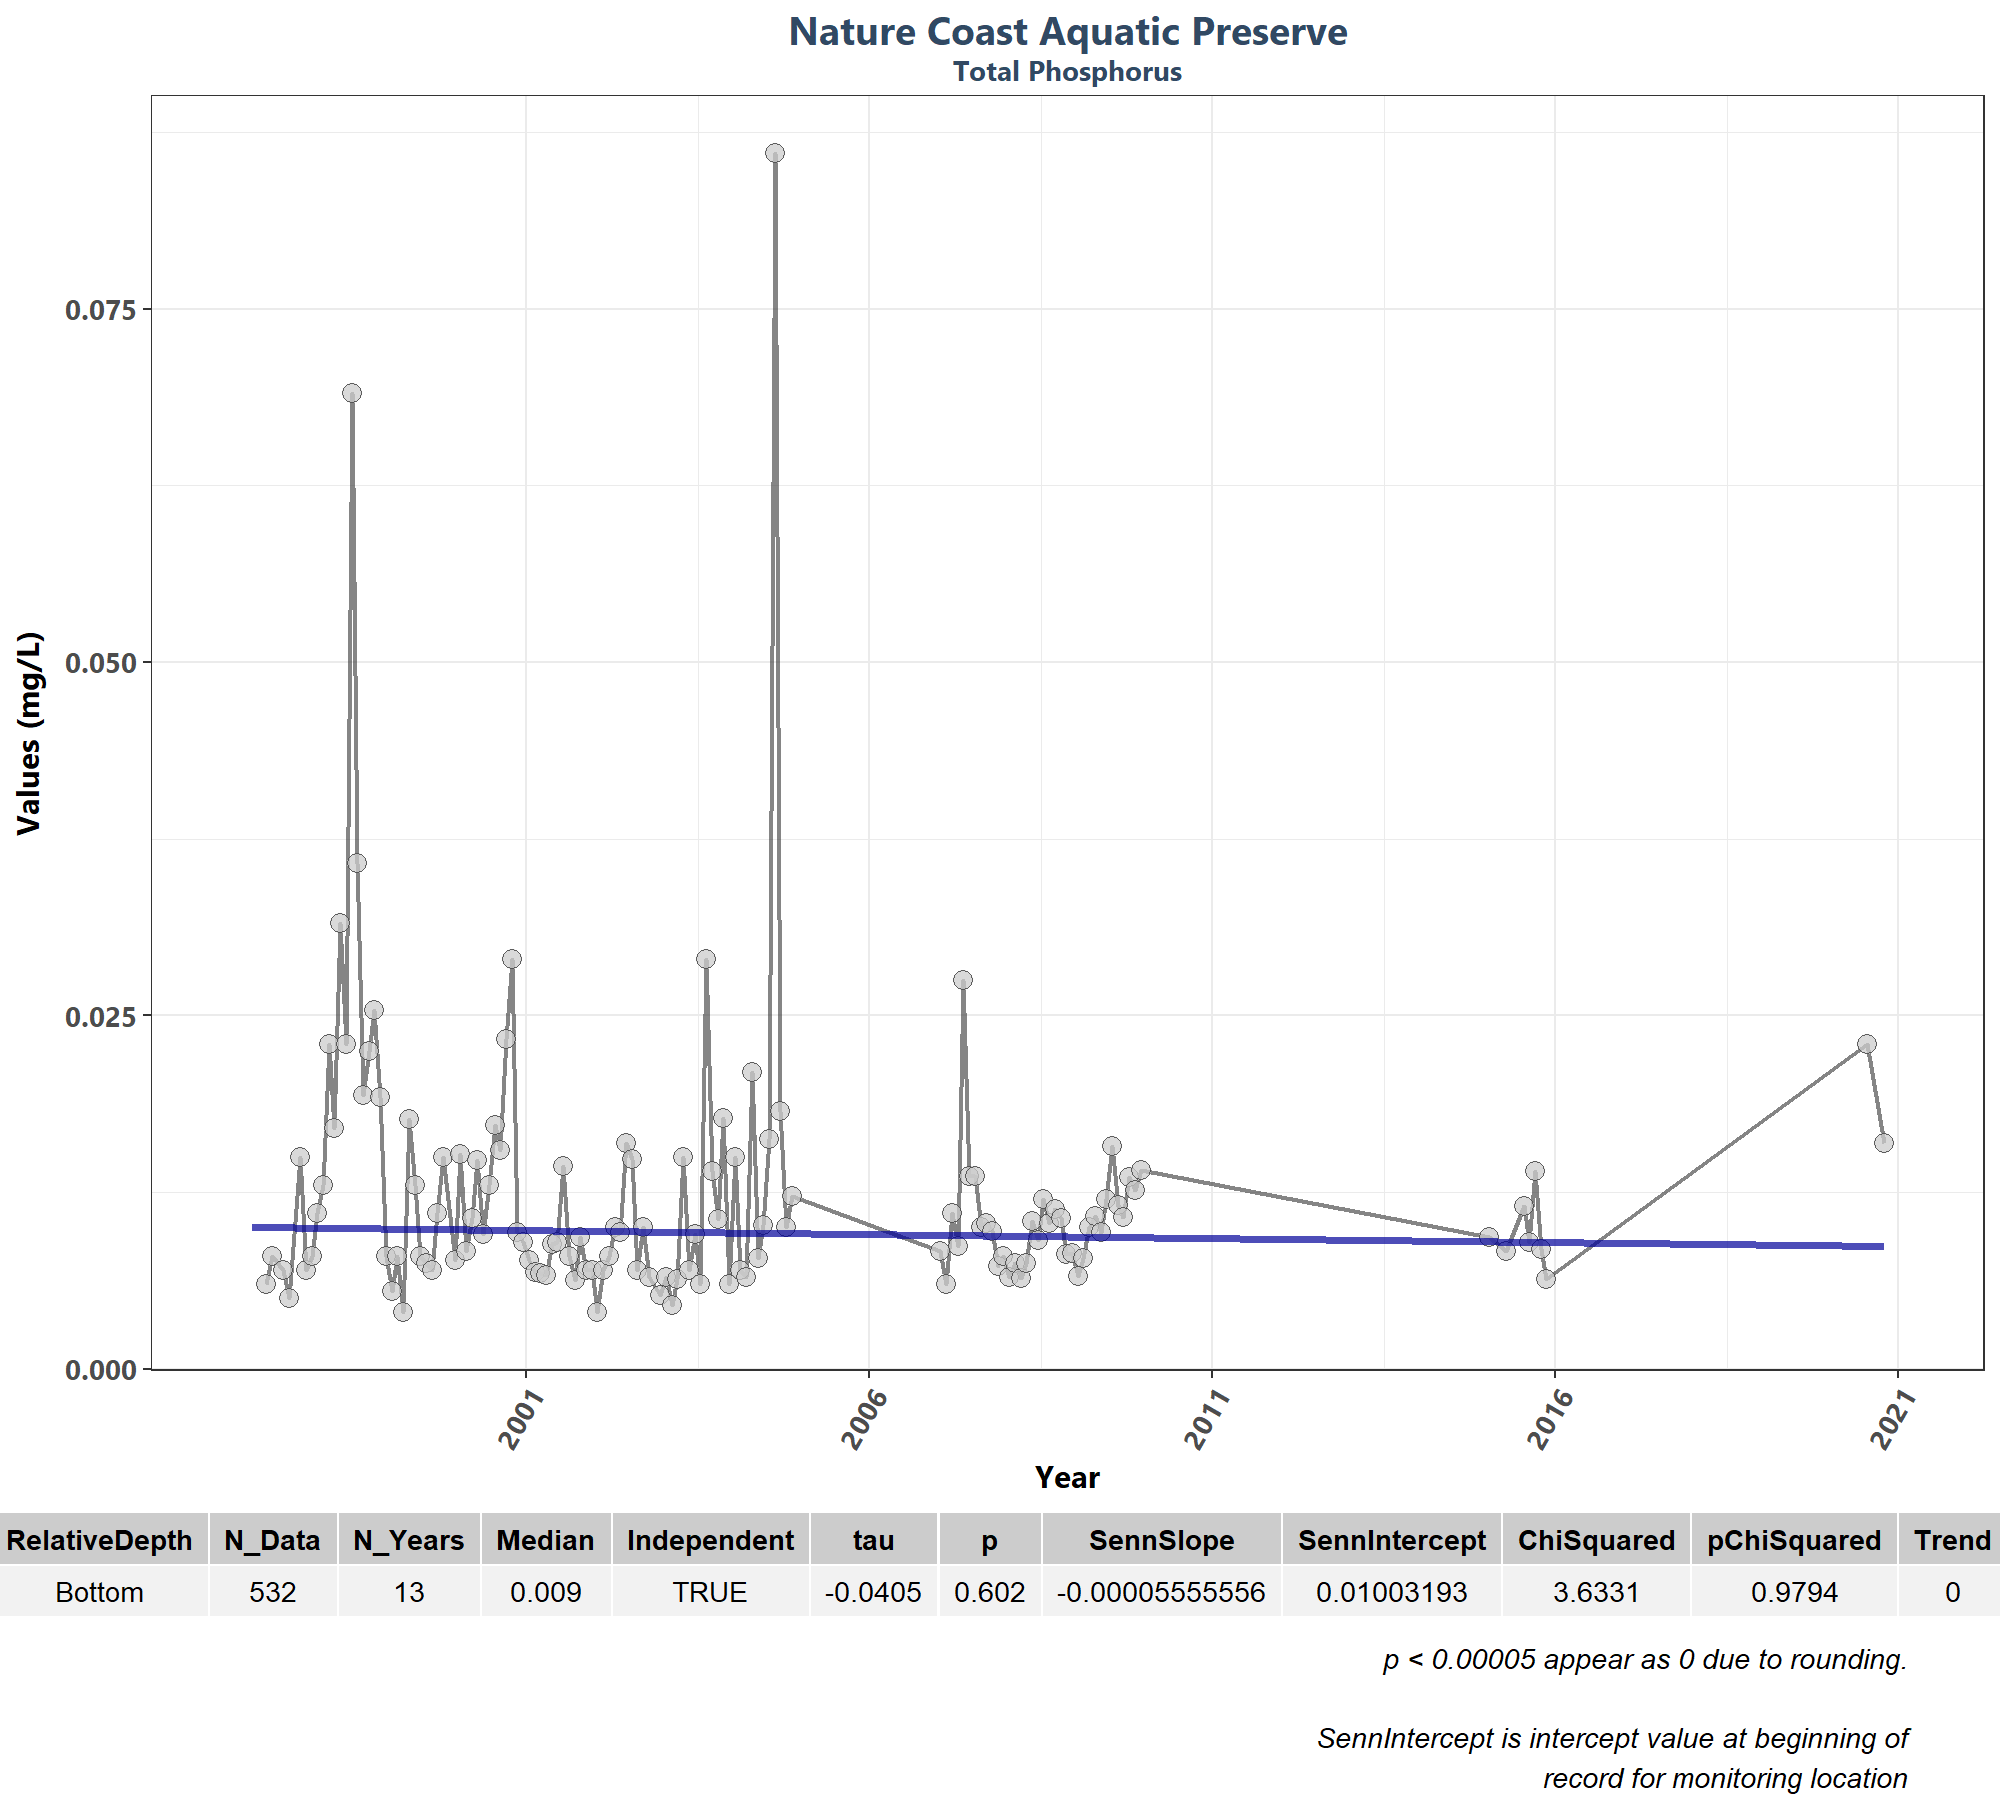 Nature Coast Aquatic Preserve
Total Phosphorus
Values (mg/L)
0.075
0.050
0.025
0.000
2001 2006 2011 2016 2021
Year
RelativeDepth N_Data N_Years Median Independent tau p SennSlope SennIntercept ChiSquared pChiSquared Trend
Bottom 532 13 0.009 TRUE -0.0405 0.602 -0.00005555556 0.01003193 3.6331 0.9794 0
p < 0.00005 appear as 0 due to rounding.
SennIntercept is intercept value at beginning of
record for monitoring location